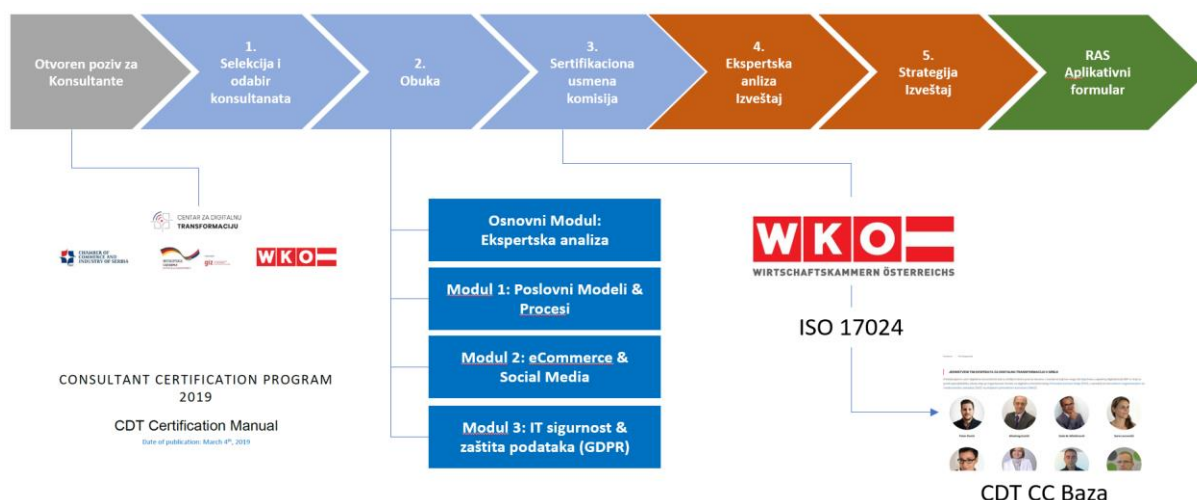 Otvoren poziv za
Konsultante
1.
Selekcija i
odabir
konsultanata
2.
Obuka
3.
Sertifikaciona
usmena
komisija
4.
Ekspertska
anliza
Izveštaj
5.
Strategija
Izveštaj
RAS
Aplikativni
formular
CENTAR ZA DIGITALNU
TRANSFORMACIJU
CHAMBER OF
COMMERCE AND
INDUSTRY OF SERBIA
giz
WKO
CONSULTANT CERTIFICATION PROGRAM
2019
CDT Certification Manual
Date of publication: March 4th, 2019
Osnovni Modul:
Ekspertska analiza
Modul 1: Poslovni Modeli &
Procesi
Modul 2: eCommerce &
Social Media
Modul 3: IT sigurnost &
zaštita podataka (GDPR)
WKO
WIRTSCHAFTSKAMMERN ÖSTERREICHS
ISO 17024
CDT CC Baza